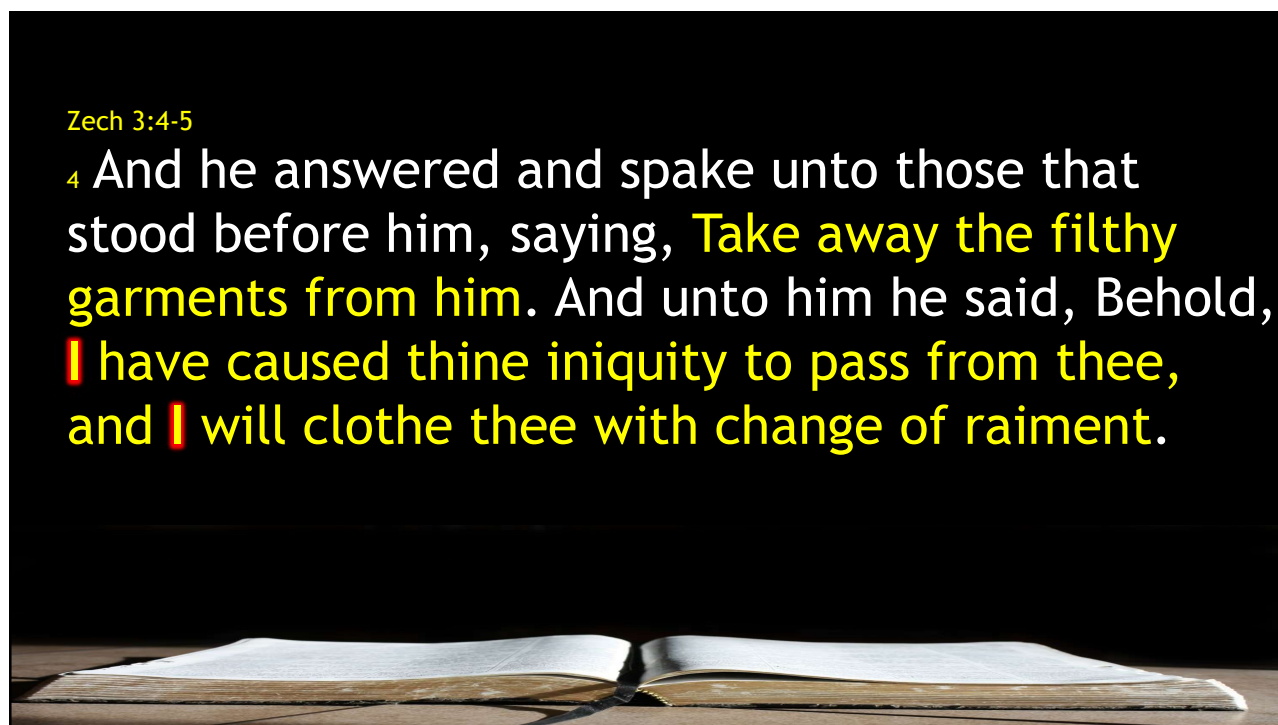 Zech 3:4-5
4 And he answered and spake unto those that
stood before him, saying, Take away the filthy
garments from him. And unto him he said, Behold,
I have caused thine iniquity to pass from thee,
and I will clothe thee with change of raiment.